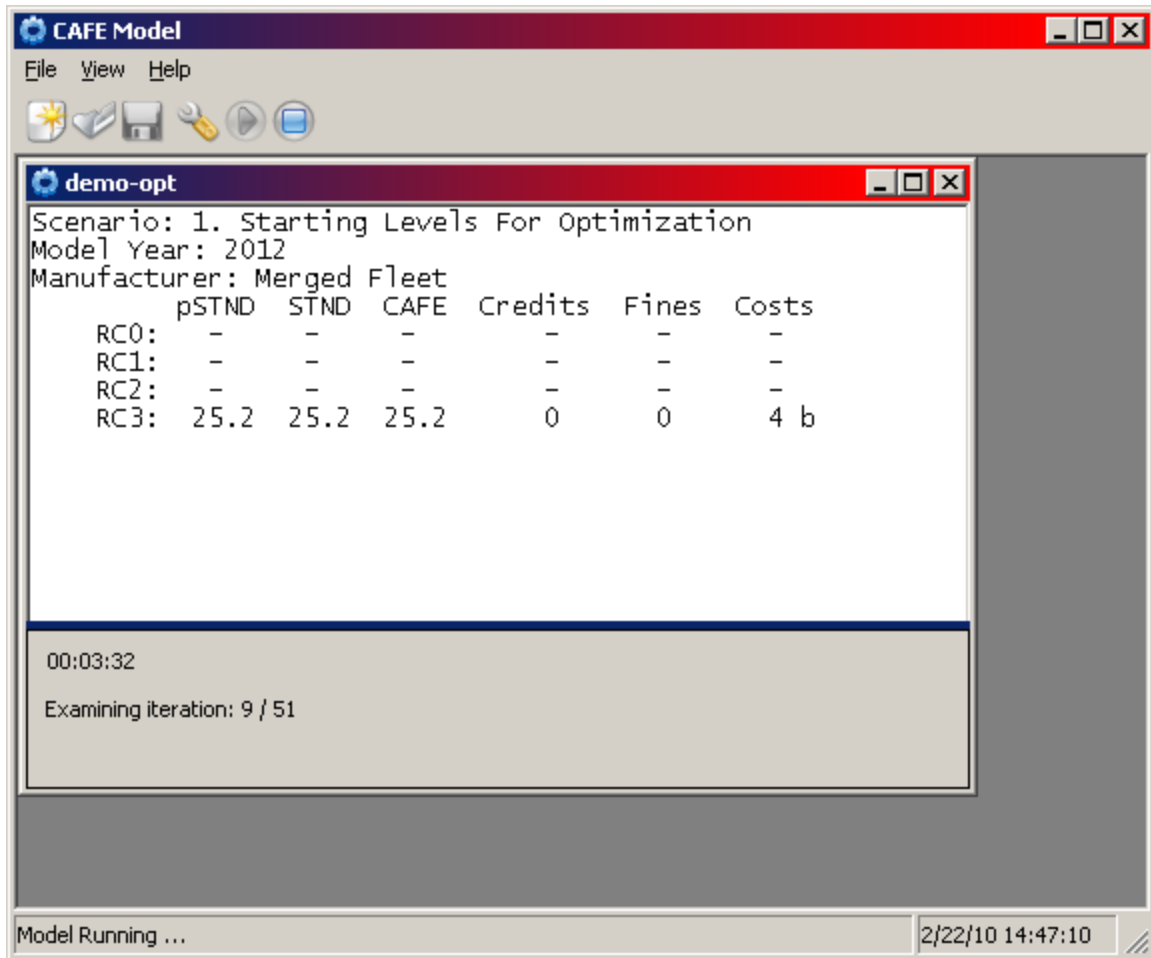 CAFE Model
File View Help
demo-opt
Scenario: 1. Starting Levels For Optimization
Model Year: 2012
Manufacturer: Merged Fleet
pSTND STND CAFE Credits Fines Costs
RC0: - - - - - -
RC1: - - - - - -
RC2: - - - - - -
RC3: 25.2 25.2 25.2 0 0 4 b
00:03:32
Examining iteration: 9 / 51
Model Running ... 2/22/10 14:47:10